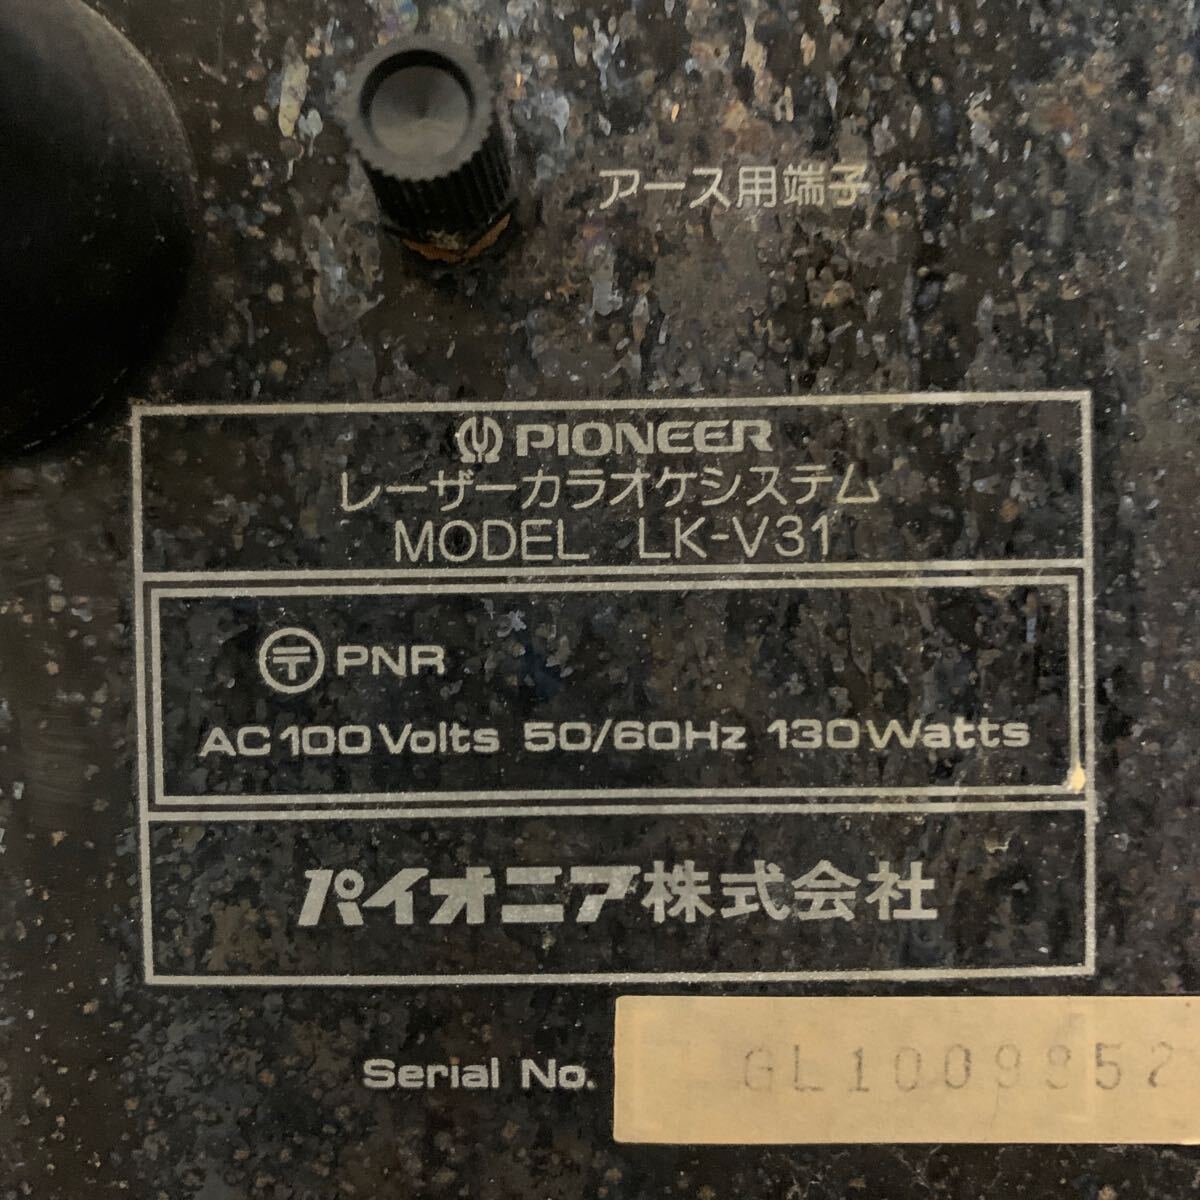 アース用端子
PIONEER
レーザーカラオケシステム
MODEL LK-V31
〒 PNR
AC 100 Volts 50/60Hz 130 Watts
パイオニア株式会社
Serial No. GL1009952